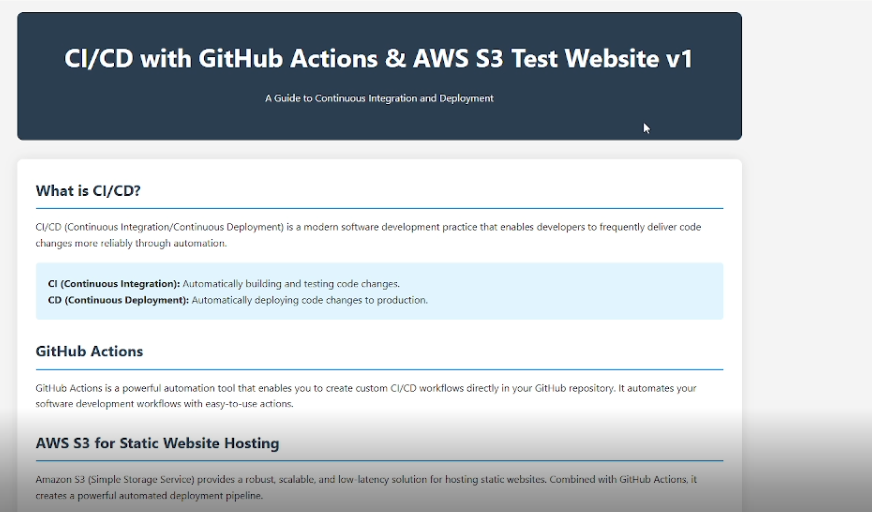 CI/CD with GitHub Actions & AWS S3 Test Website v1
A Guide to Continuous Integration and Deployment
What is CI/CD?
CI/CD (Continuous Integration/Continuous Deployment) is a modern software development practice that enables developers to frequently deliver code
changes more reliably through automation.
CI (Continuous Integration): Automatically building and testing code changes.
CD (Continuous Deployment): Automatically deploying code changes to production.
GitHub Actions
GitHub Actions is a powerful automation tool that enables you to create custom CI/CD workflows directly in your GitHub repository. It automates your
software development workflows with easy-to-use actions.
AWS S3 for Static Website Hosting
Amazon S3 (Simple Storage Service) provides a robust, scalable, and low-latency solution for hosting static websites. Combined with GitHub Actions, it
creates a powerful automated deployment pipeline.